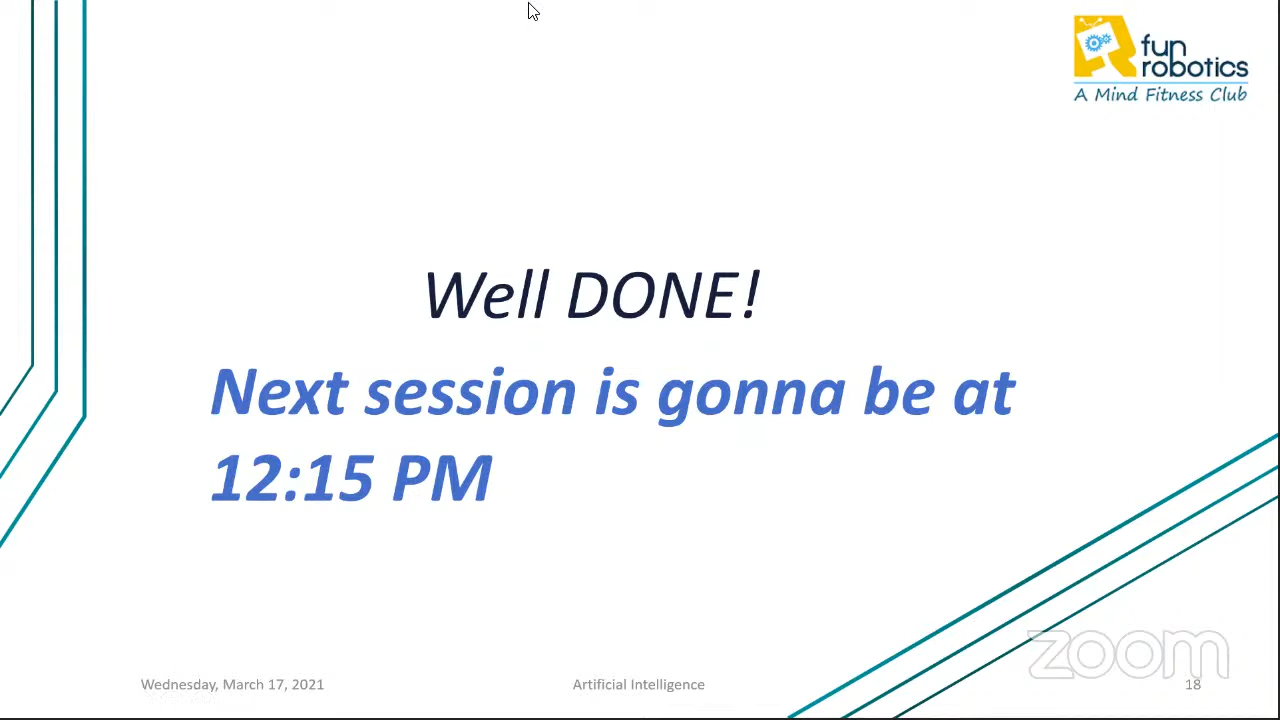 fun
robotics
A Mind Fitness Club
Well DONE!
Next session is gonna be at
12:15 PM
zoom
Wednesday, March 17, 2021
Artificial Intelligence
18